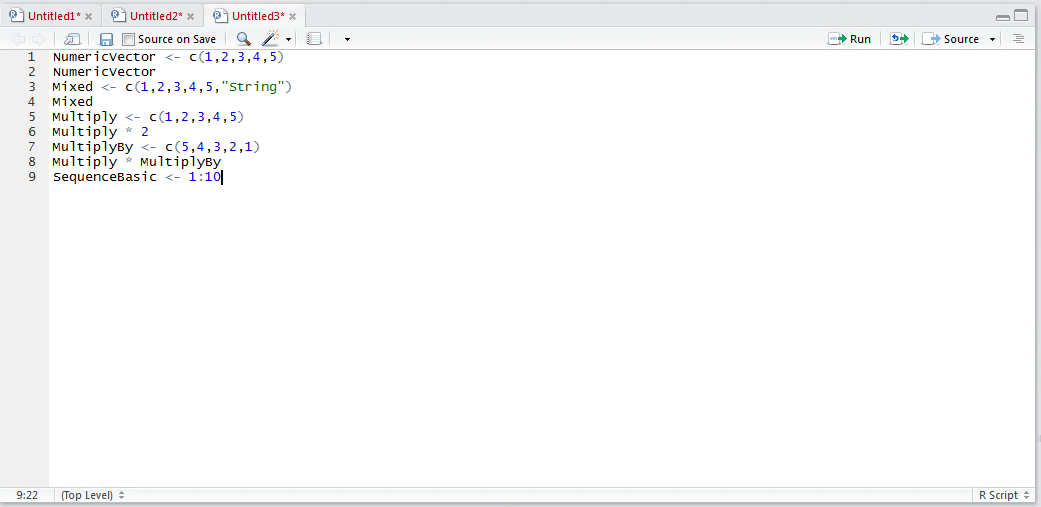 Untitled1* Untitled2* Untitled3*
Source on Save Run Source
1 NumericVector <- c(1,2,3,4,5)
2 NumericVector
3 Mixed <- c(1,2,3,4,5,"String")
4 Mixed
5 Multiply <- c(1,2,3,4,5)
6 Multiply * 2
7 MultiplyBy <- c(5,4,3,2,1)
8 Multiply * MultiplyBy
9 SequenceBasic <- 1:10
9:22 (Top Level) R Script